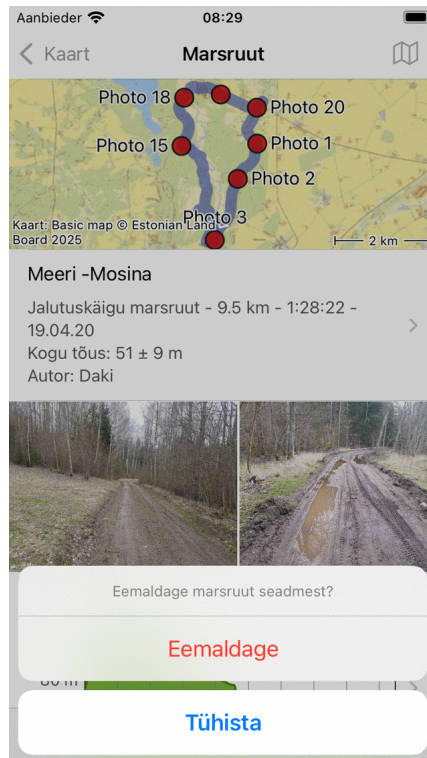 Aanbieder 08:29
Kaart Marsruut
Photo 18
Photo 20
Photo 15
Photo 1
Photo 2
Photo 3
Kaart: Basic map © Estonian Land
Board 2025
2 km
Meeri -Mosina
Jalutuskäigu marsruut - 9.5 km - 1:28:22 -
19.04.20
Kogu tõus: 51 ± 9 m
Autor: Daki
Eemaldage marsruut seadmest?
Eemaldage
80 m
Tühista